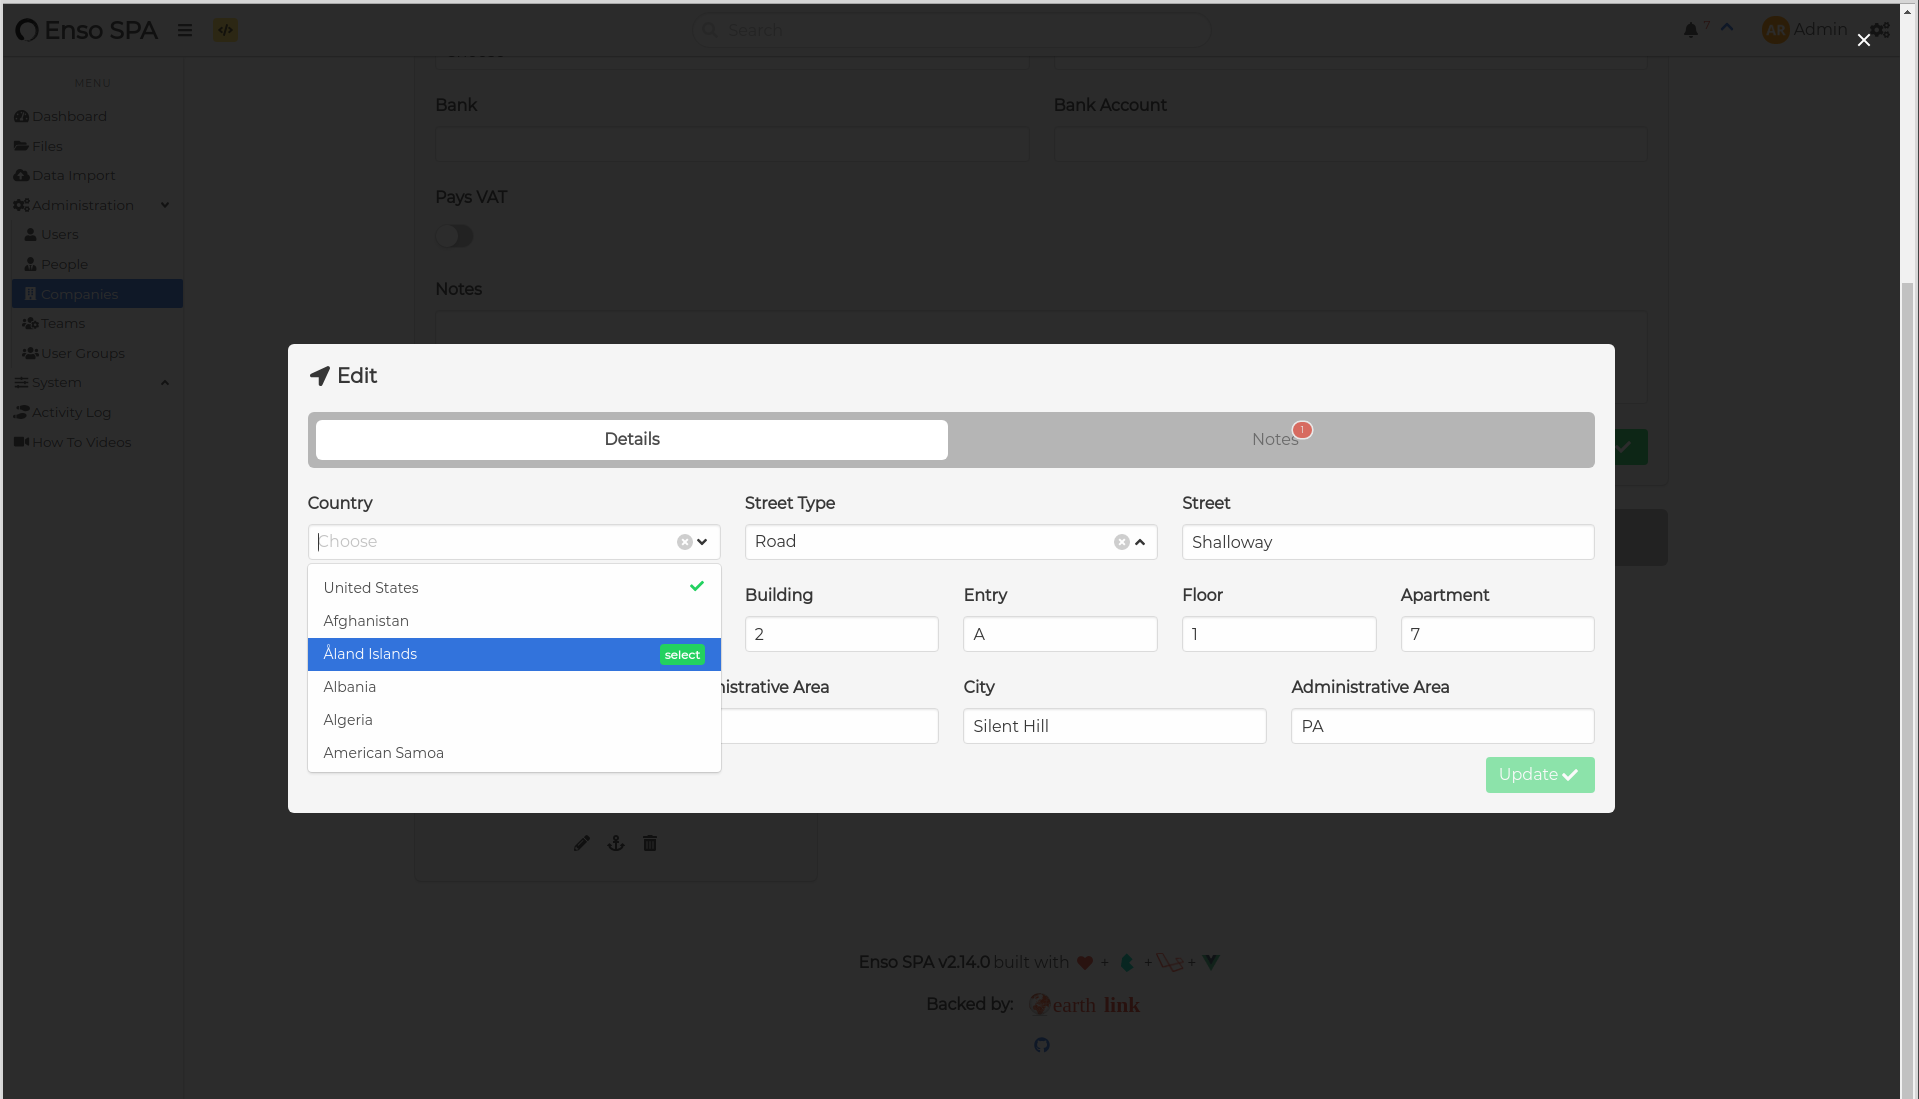 Enso SPA
Search
7
AR Admin
MENU
Dashboard
Files
Data Import
Administration
Users
People
Companies
Teams
User Groups
System
Activity Log
How To Videos
Bank
Bank Account
Pays VAT
Notes
Edit
Details
Notes
1
Country
Street Type
Street
Choose
Road
Shalloway
United States
Afghanistan
Åland Islands
select
Albania
Algeria
American Samoa
Building
Entry
Floor
Apartment
2
A
1
7
City
Administrative Area
Silent Hill
PA
Update
Enso SPA v2.14.0 built with + + +
Backed by: earth link